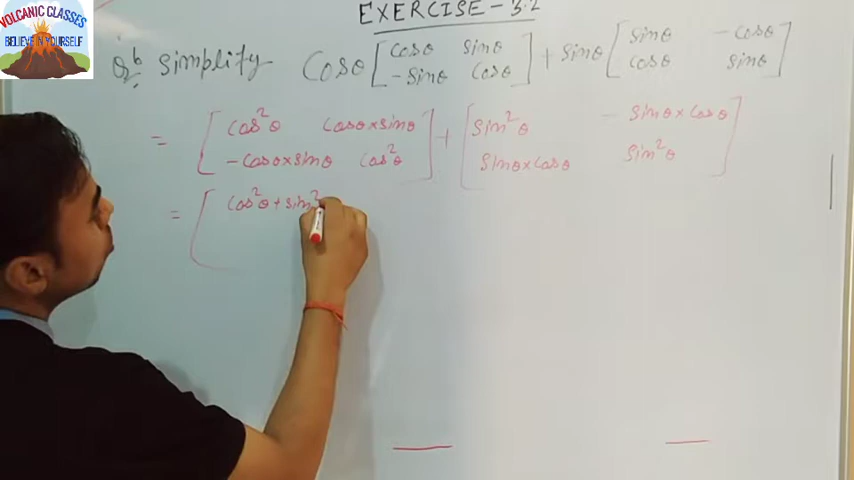 VOLCANIC CLASSES
BELIEVE IN YOURSELF
EXERCISE-3.2
Q6 simplify cosθ [cosθ sinθ -sinθ cosθ] + sinθ [sinθ -cosθ cosθ sinθ]
= [cos²θ cosθ×sinθ -cosθ×sinθ cos²θ] + [sin²θ -sinθ×cosθ sinθ×cosθ sin²θ]
= [cos²θ+sin²